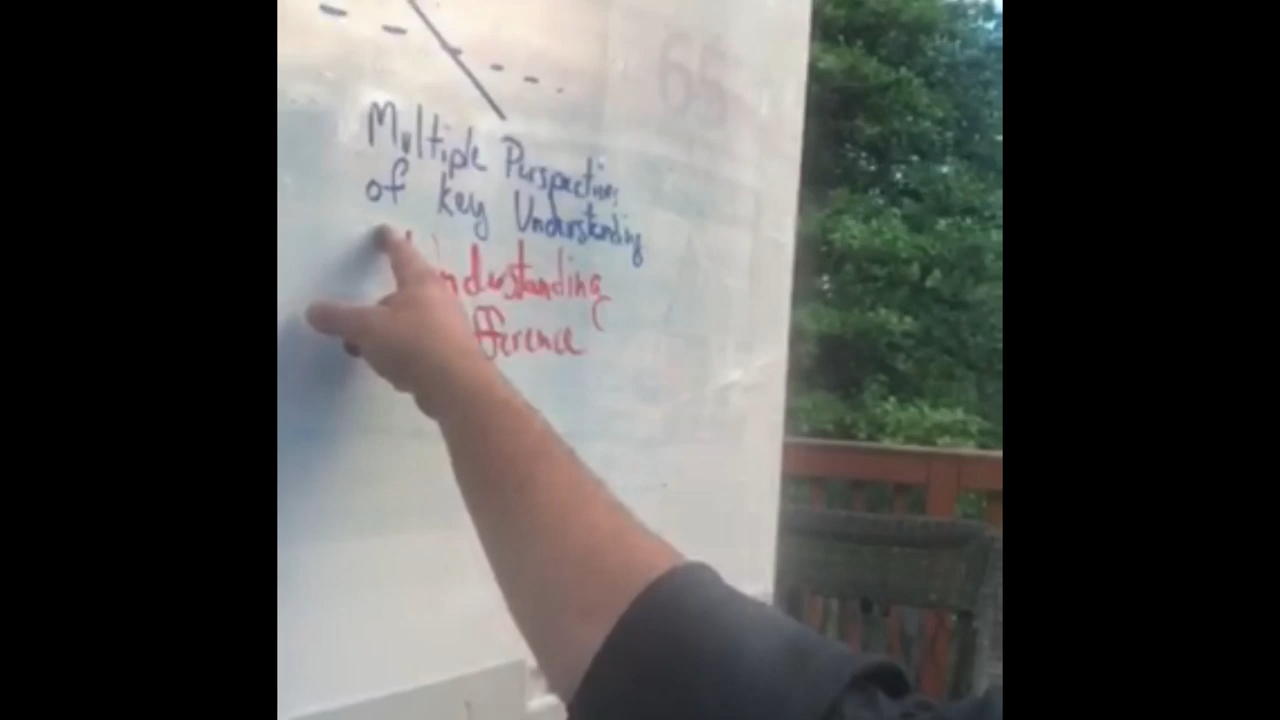 65
Multiple Perspectives
of key Understanding
understanding
fference